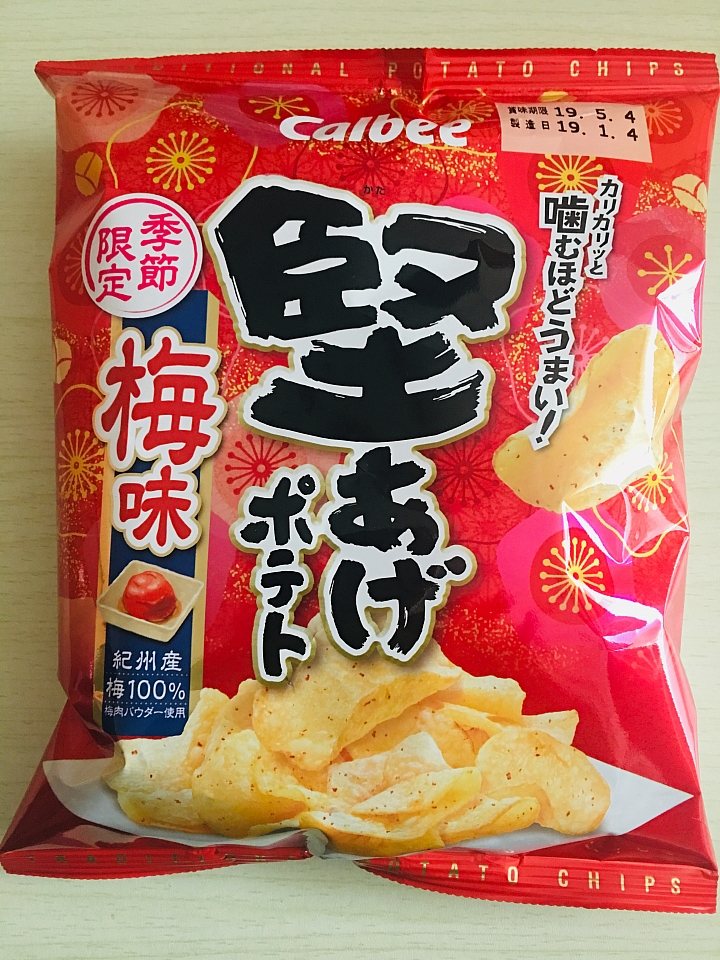 TRADITIONAL POTATO CHIPS
Calbee
賞味期限 19.5.4
製造日 19.1.4
カリカリッと
噛むほどうまい!
季節
限定
かた
堅あげ
ポテト
梅味
紀州産
梅100%
梅肉パウダー使用
POTATO CHIPS